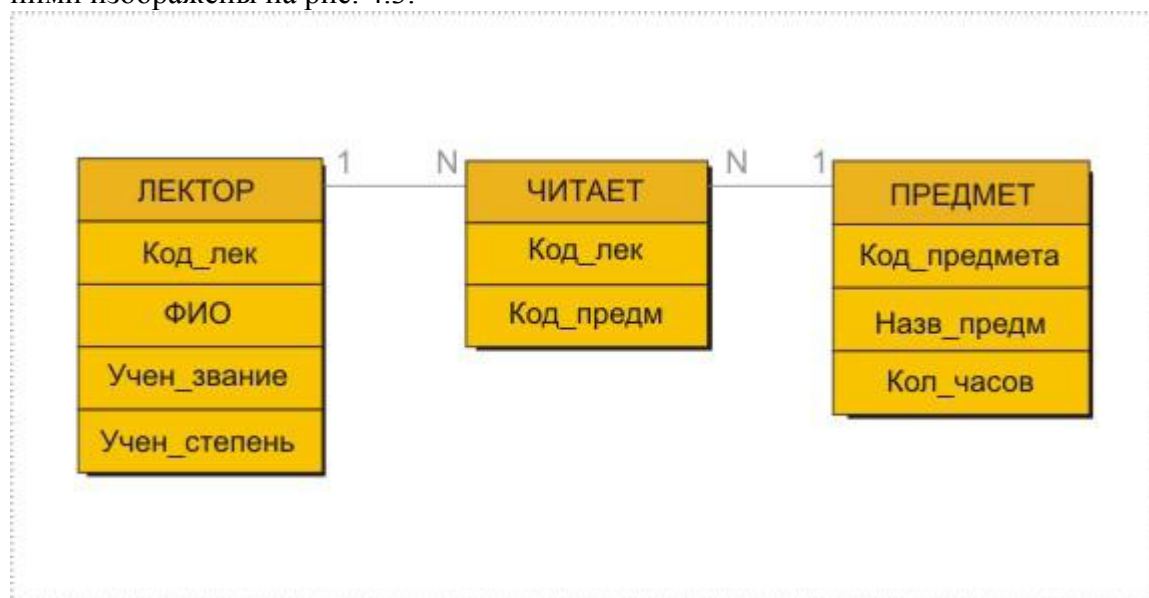 ними изображены на рис. 4.3.
1 N N 1
ЛЕКТОР
Код_лек
ФИО
Учен_звание
Учен_степень
ЧИТАЕТ
Код_лек
Код_предм
ПРЕДМЕТ
Код_предмета
Назв_предм
Кол_часов